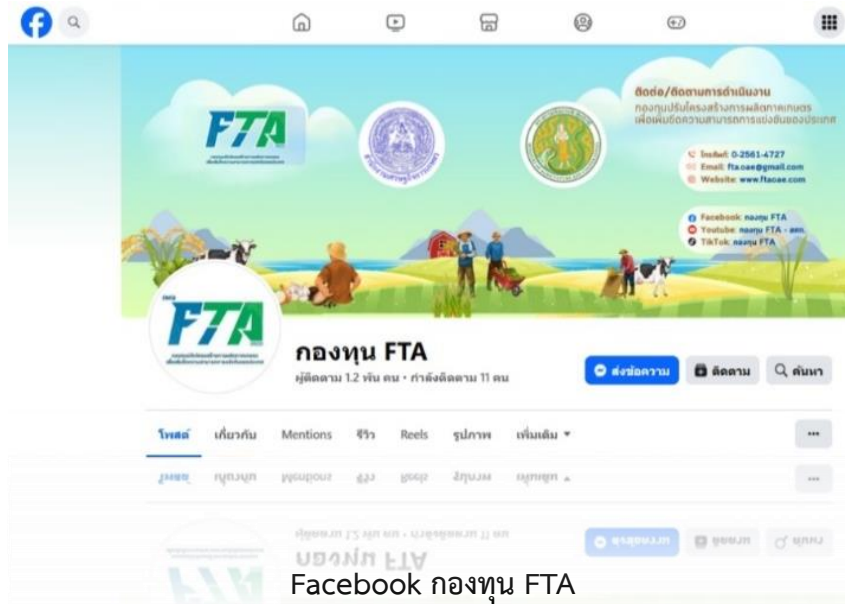 FTA
ติดต่อ/ติดตามการดำเนินงาน
กองทุนปรับโครงสร้างการผลิตภาคเกษตร
เพื่อเพิ่มขีดความสามารถการแข่งขันของประเทศ
โทรศัพท์: 0-2561-4727
Email: fta.oae@gmail.com
Website: www.ftaoae.com
Facebook: กองทุน FTA
Youtube: กองทุน FTA - สศก.
TikTok: กองทุน FTA
FTA
กองทุน FTA
ผู้ติดตาม 1.2 พัน คน • กำลังติดตาม 11 คน
ส่งข้อความ
ติดตาม
ค้นหา
โพสต์ เกี่ยวกับ Mentions รีวิว Reels รูปภาพ เพิ่มเติม
Facebook กองทุน FTA